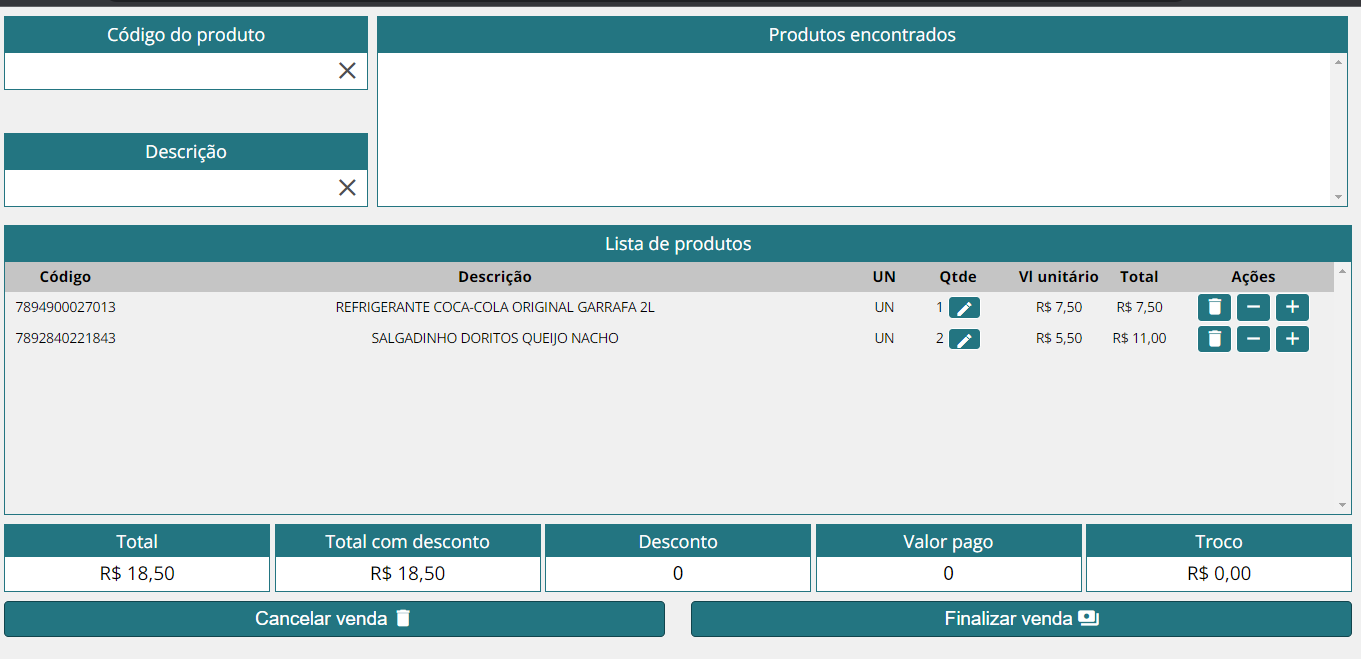 Código do produto
Produtos encontrados
Descrição
Lista de produtos
Código Descrição UN Qtde Vl unitário Total Ações
7894900027013 REFRIGERANTE COCA-COLA ORIGINAL GARRAFA 2L UN 1 R$ 7,50 R$ 7,50
7892840221843 SALGADINHO DORITOS QUEIJO NACHO UN 2 R$ 5,50 R$ 11,00
Total Total com desconto Desconto Valor pago Troco
R$ 18,50 R$ 18,50 0 0 R$ 0,00
Cancelar venda Finalizar venda